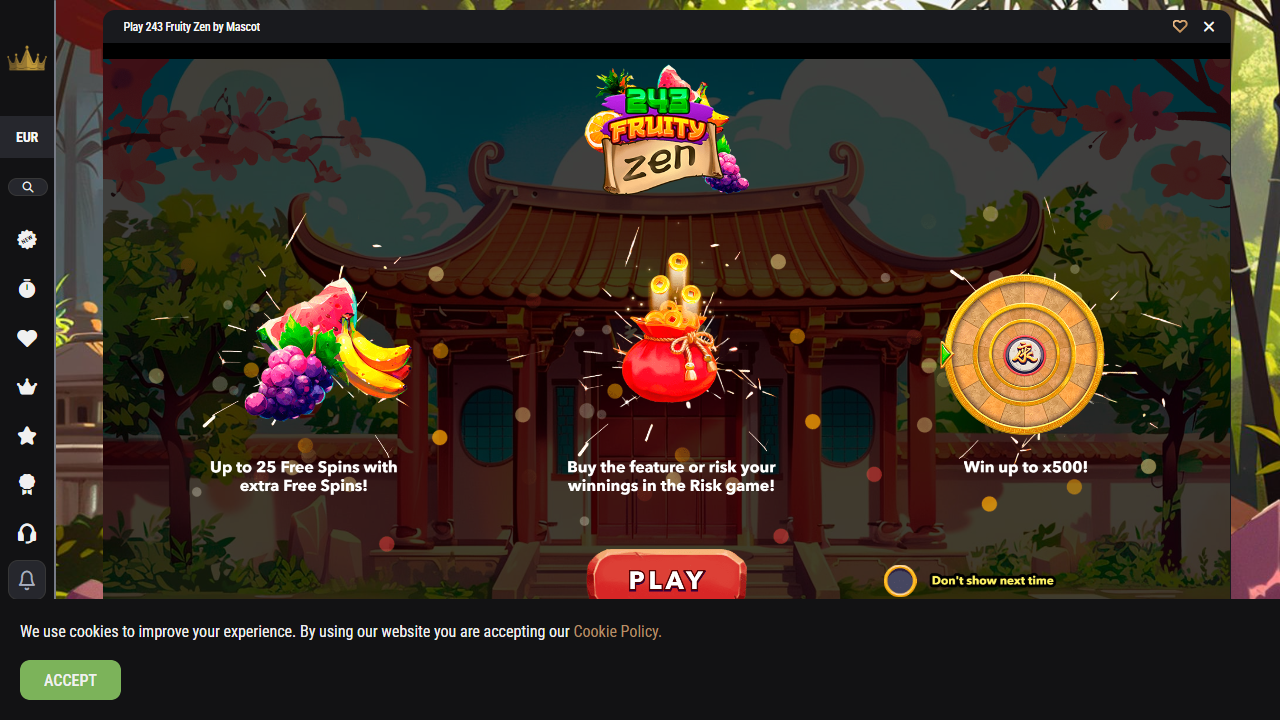 Play 243 Fruity Zen by Mascot
EUR
NEW
243
FRUITY
zen
永
Up to 25 Free Spins with
extra Free Spins!
Buy the feature or risk your
winnings in the Risk game!
Win up to x500!
PLAY
Don't show next time
We use cookies to improve your experience. By using our website you are accepting our Cookie Policy.
ACCEPT